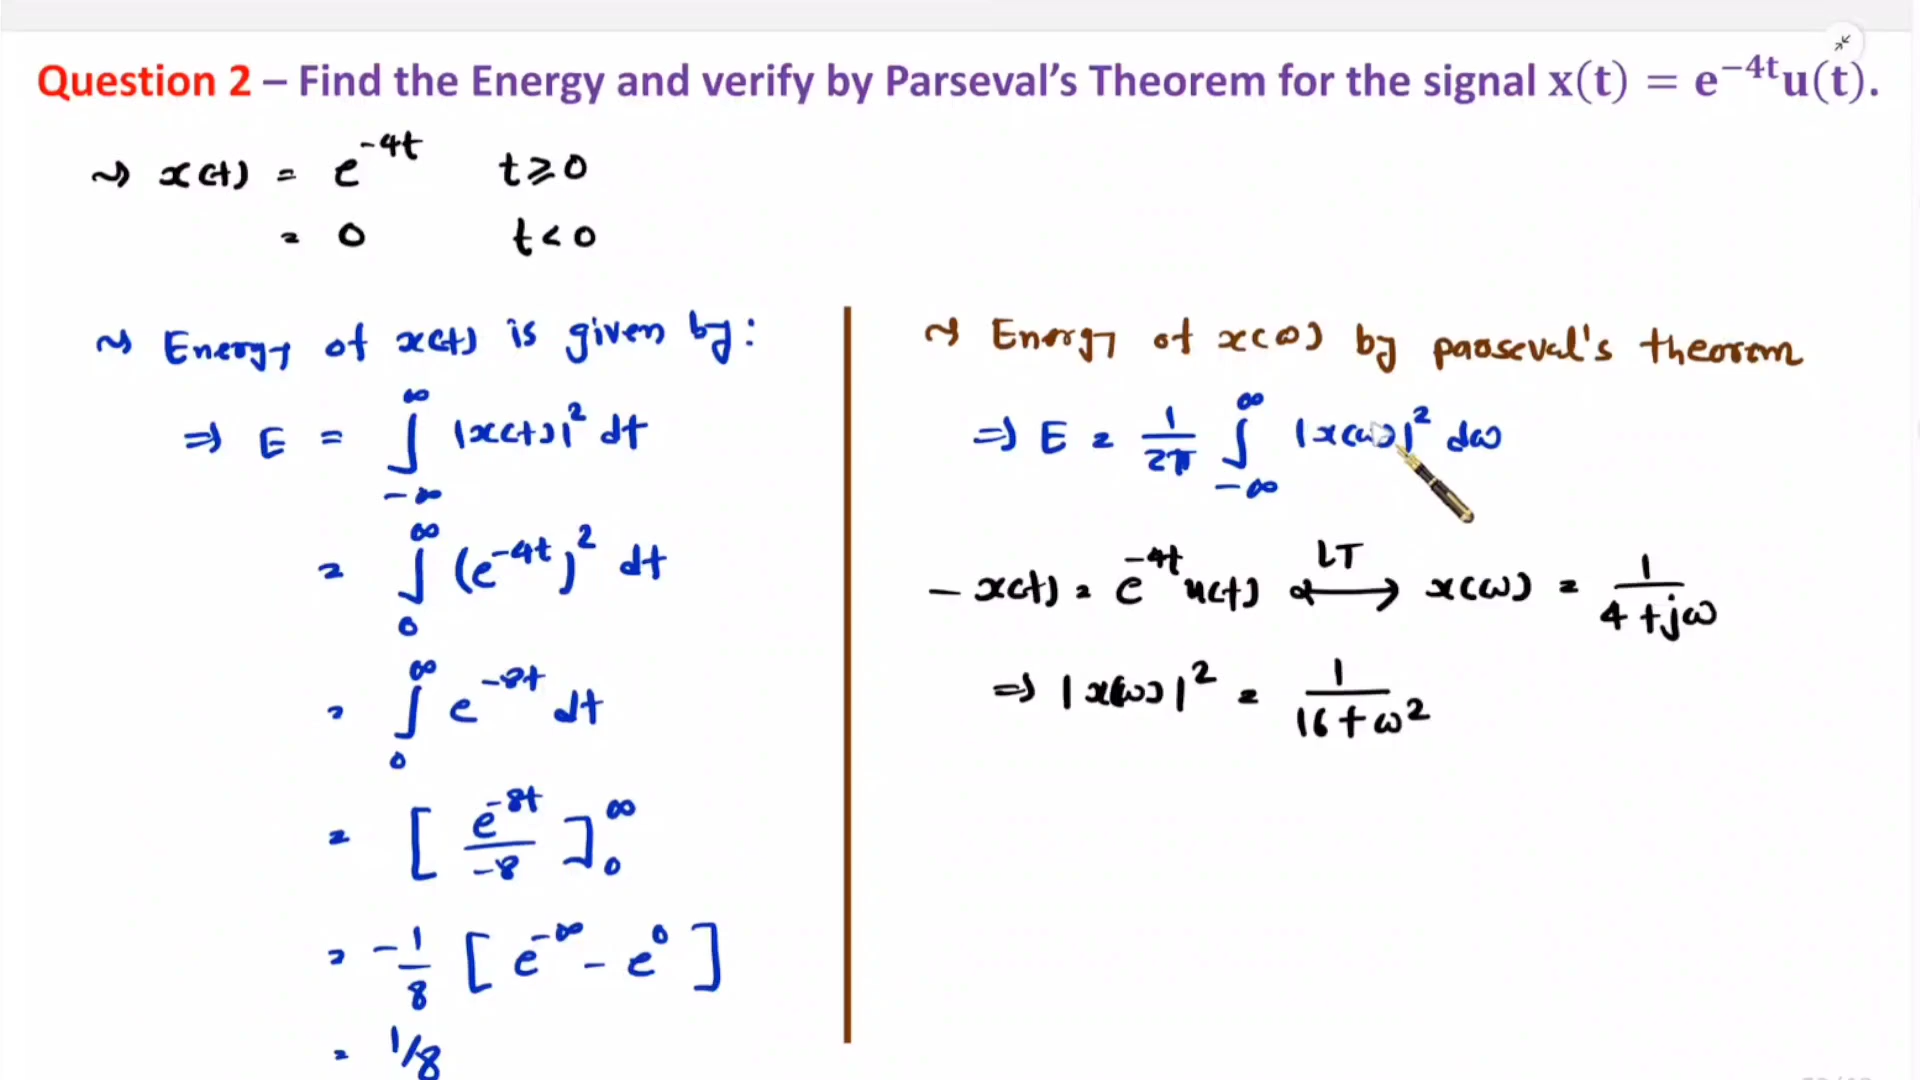 Question 2 – Find the Energy and verify by Parseval's Theorem for the signal x(t) = e⁻⁴ᵗu(t).
~> x(t) = e^-4t t≥0
= 0 t<0
~> Energy of x(t) is given by:
=> E = ∫_-∞^∞ |x(t)|² dt
= ∫_0^∞ (e^-4t)² dt
= ∫_0^∞ e^-8t dt
= [ e^-8t / -8 ]_0^∞
= -1/8 [ e^-∞ - e^0 ]
= 1/8
~> Energy of x(ω) by parseval's theorem
=> E = 1/2π ∫_-∞^∞ |x(ω)|² dω
- x(t) = e^-4t u(t) <-LT-> x(ω) = 1/(4+jω)
=> |x(ω)|² = 1/(16+ω²)